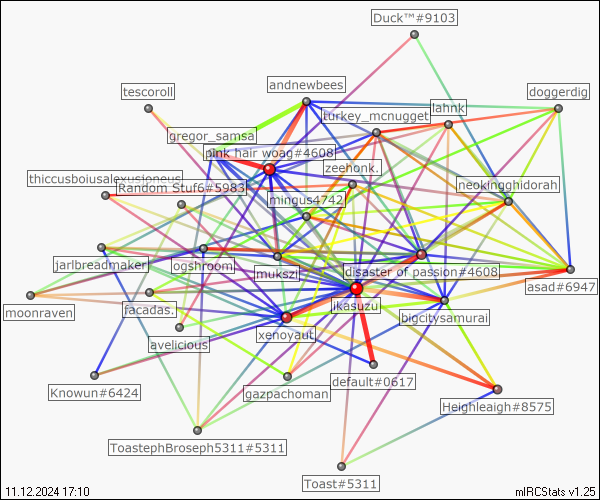 Duck™#9103
tescoroll
andnewbees
doggerdig
turkey_mcnugget
lahnk
gregor_samsa
pink hair woag#4608
zeehonk.
thiccusboiusalexusioneus
Random Stuf6#5983
neokingghidorah
mingus4742
jarlbreadmaker
ogshroom
mukszi
disaster of passion#4608
asad#6947
moonraven
facadas.
jkasuzu
bigcitysamurai
avelicious
xenoyaut
Knowun#6424
gazpachoman
default#0617
Heighleaigh#8575
ToastephBroseph5311#5311
Toast#5311
11.12.2024 17:10
mIRCStats v1.25